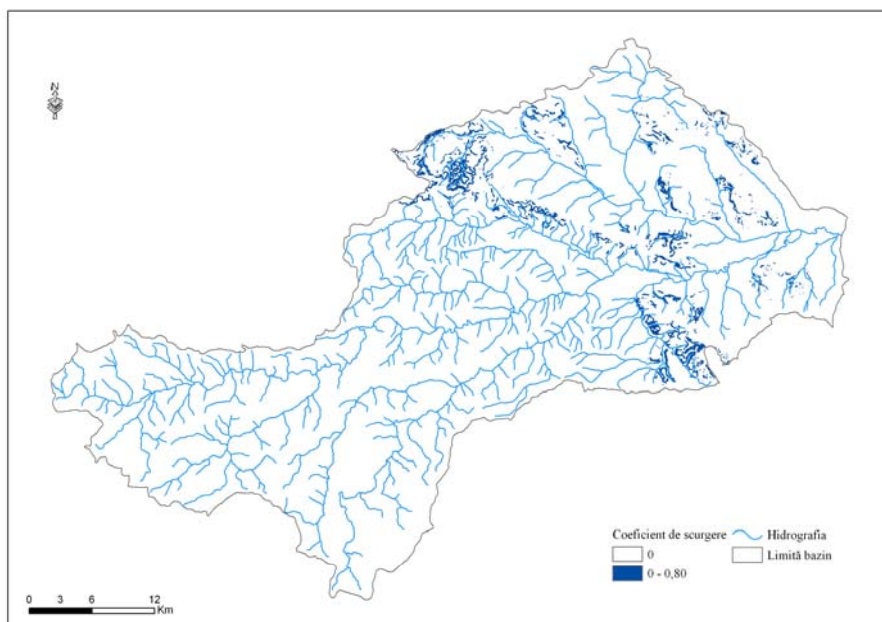 N
Coeficient de scurgere
0
0 - 0,80
Hidrografia
Limită bazin
0 3 6 12
Km